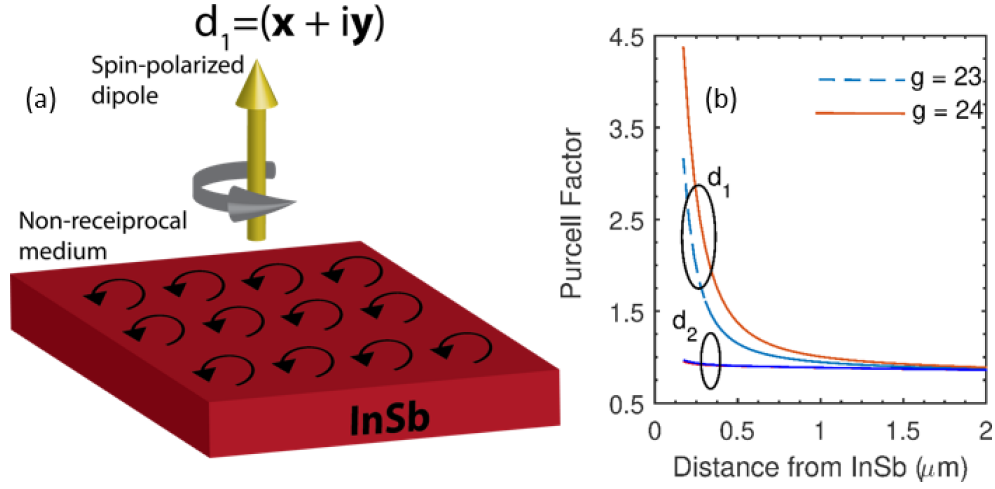 d₁=(x + iy)
Spin-polarized
dipole
(a)
Non-receiprocal
medium
InSb
(b)
g = 23
g = 24
d₁
d₂
Purcell Factor
4.5
3.5
2.5
1.5
0.5
0
0.5
1
1.5
2
Distance from InSb (μm)